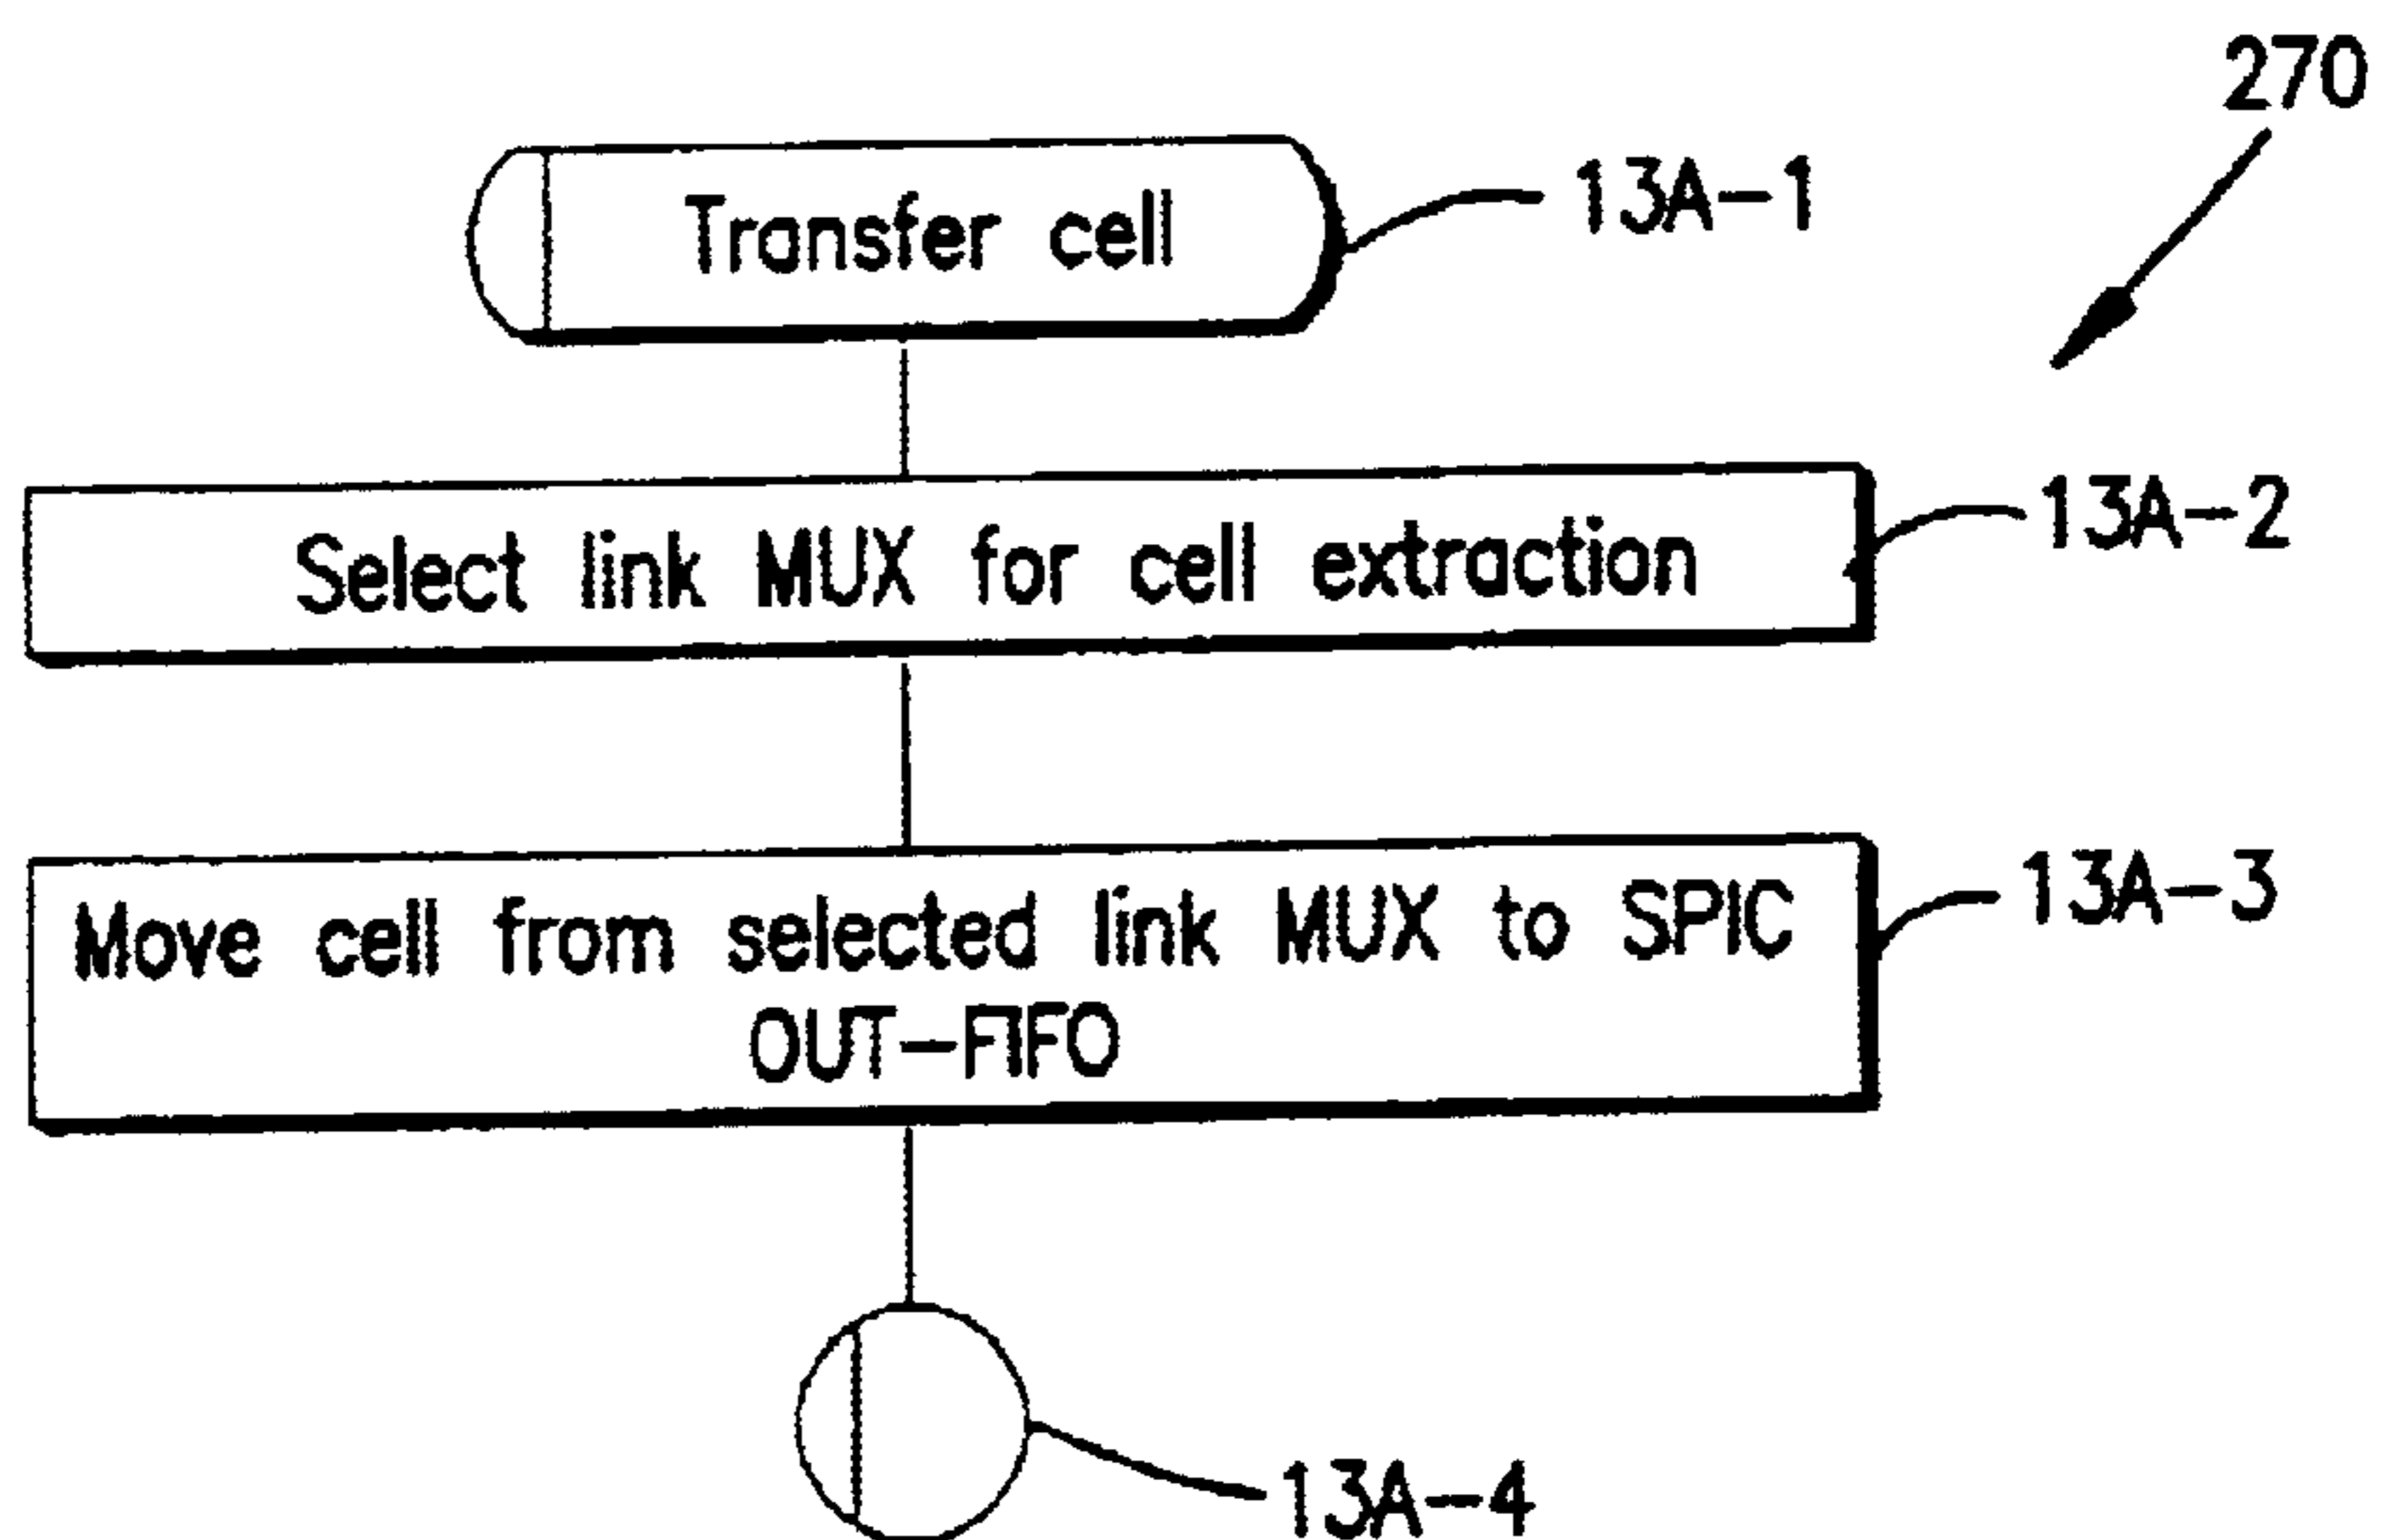 270
Transfer cell
13A-1
Select link MUX for cell extraction
13A-2
Move cell from selected link MUX to SPIC
OUT-FIFO
13A-3
13A-4